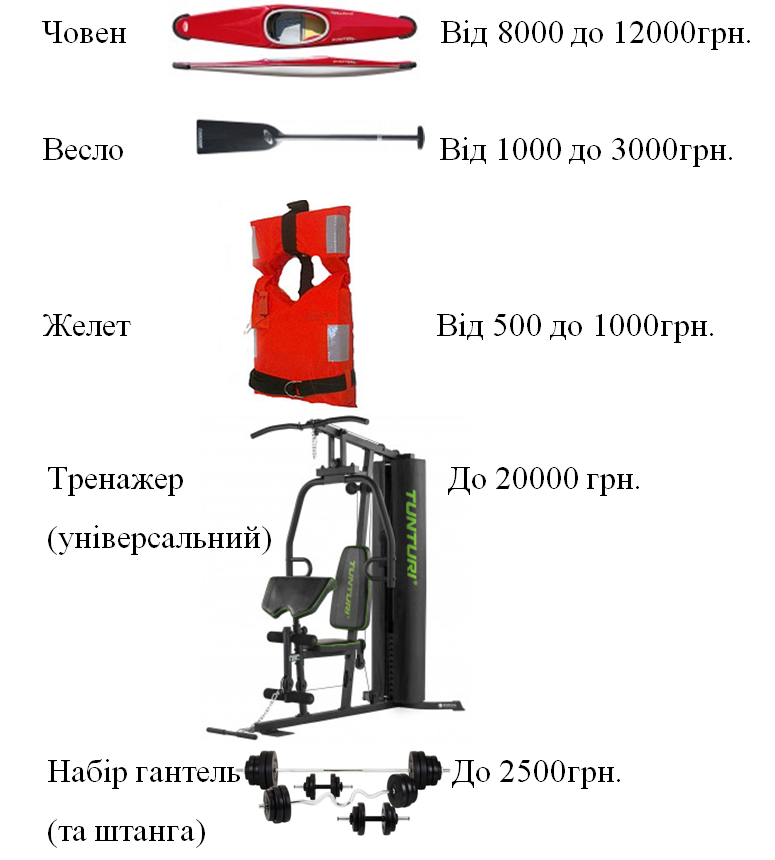 Човен Від 8000 до 12000грн.
Весло Від 1000 до 3000грн.
Желет Від 500 до 1000грн.
Тренажер До 20000 грн.
(універсальний)
TUNTURI
TUNTURI
Набір гантель До 2500грн.
(та штанга)